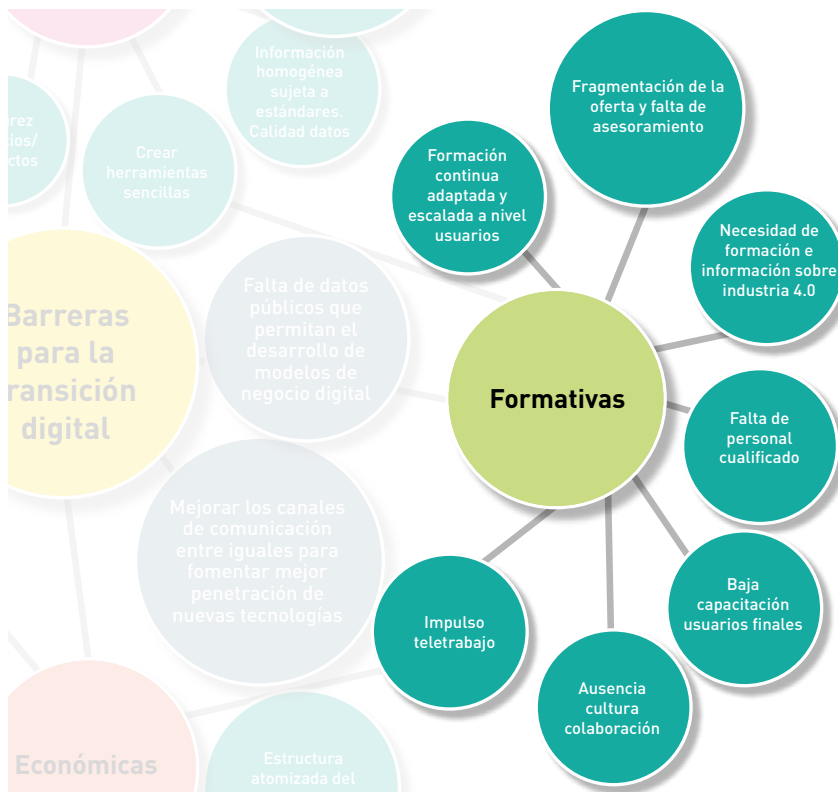 Información
homogénea
sujeta a
estándares.
Calidad datos
Crear
herramientas
sencillas
Barreras
para la
digital
Falta de datos
públicos que
permitan el
desarrollo de
modelos de
negocio digital
Mejorar los canales
de comunicación
entre iguales para
fomentar mejor
penetración de
nuevas tecnologías
Económicas
Estructura
atomizada del
Formativas
Formación
continua
adaptada y
escalada a nivel
usuarios
Fragmentación de la
oferta y falta de
asesoramiento
Necesidad de
formación e
información sobre
industria 4.0
Falta de
personal
cualificado
Baja
capacitación
usuarios finales
Ausencia
cultura
colaboración
Impulso
teletrabajo